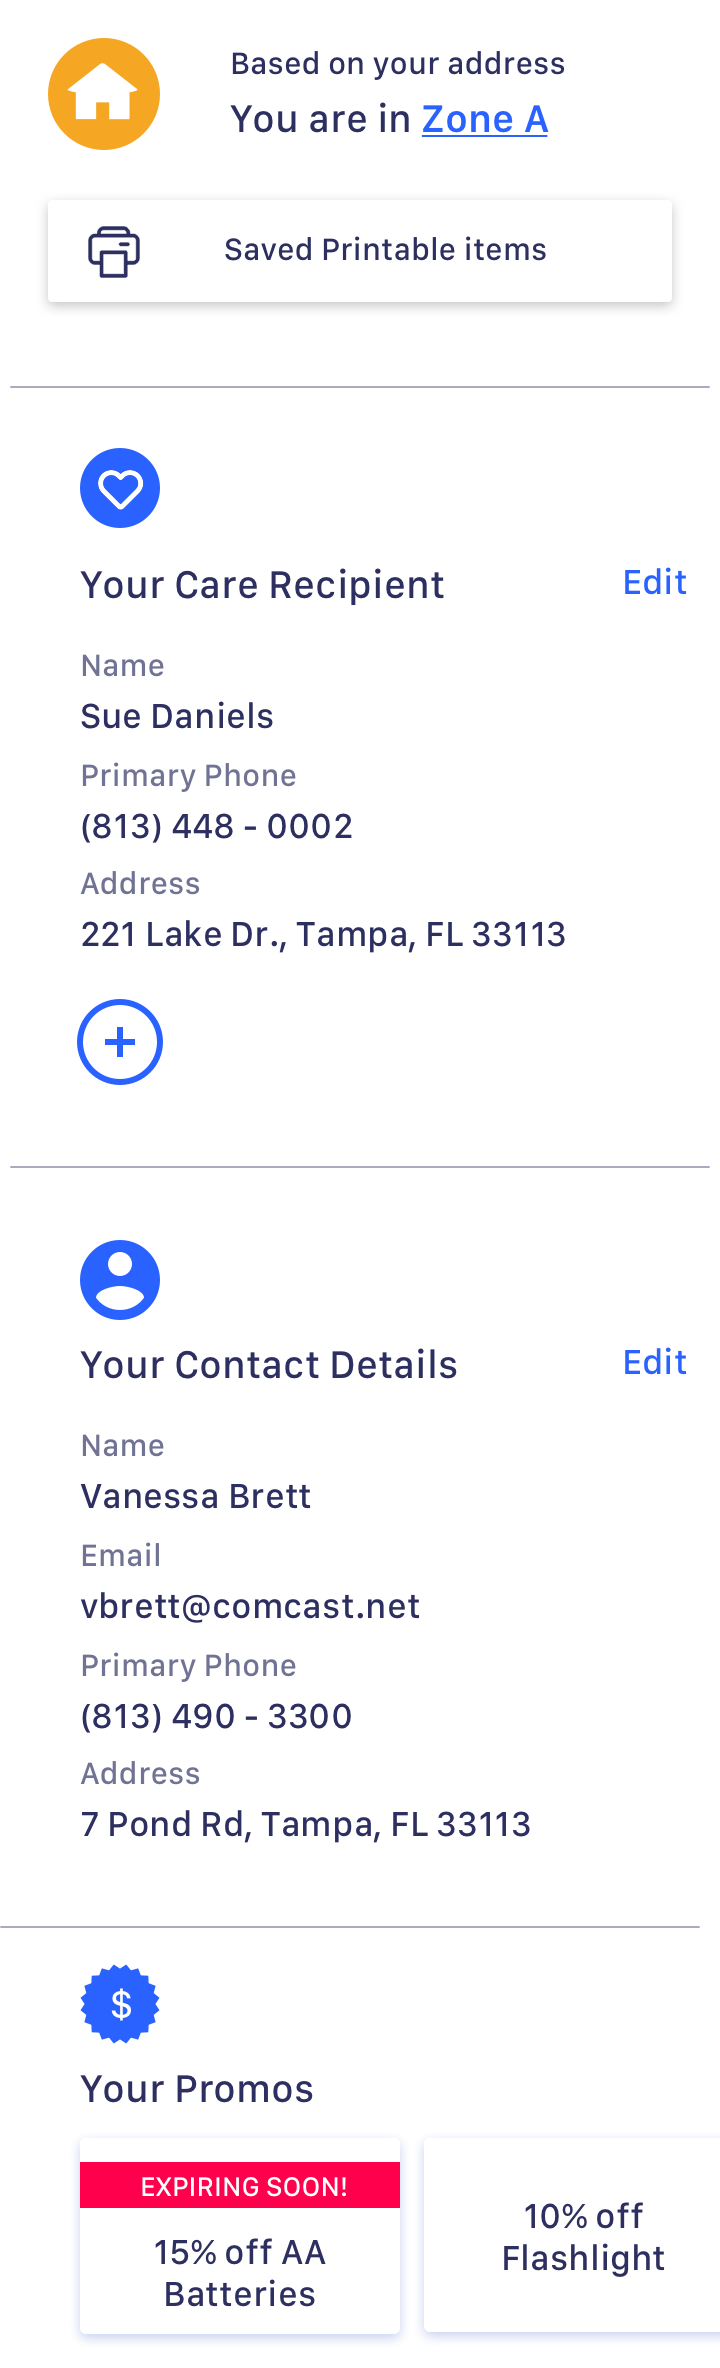 Based on your address
You are in Zone A
Saved Printable items
Your Care Recipient
Edit
Name
Sue Daniels
Primary Phone
(813) 448 - 0002
Address
221 Lake Dr., Tampa, FL 33113
+
Your Contact Details
Edit
Name
Vanessa Brett
Email
vbrett@comcast.net
Primary Phone
(813) 490 - 3300
Address
7 Pond Rd, Tampa, FL 33113
$
Your Promos
EXPIRING SOON!
15% off AA
Batteries
10% off
Flashlight